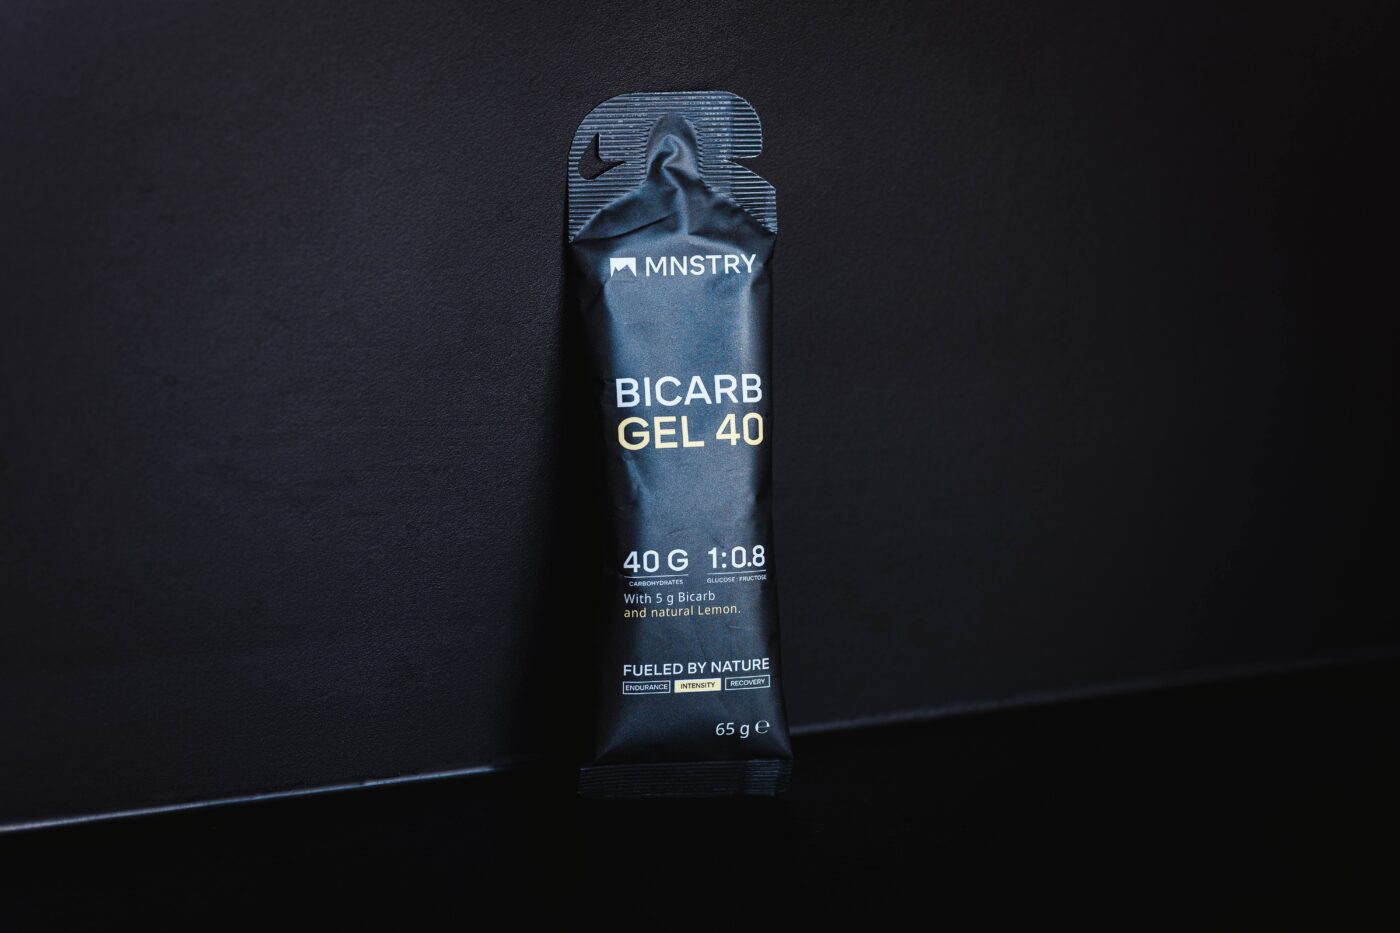 MNSTRY
BICARB
GEL 40
40 G 1:0.8
CARBOHYDRATES GLUCOSE : FRUCTOSE
With 5 g Bicarb
and natural Lemon.
FUELED BY NATURE
ENDURANCE INTENSITY RECOVERY
65 g ℮